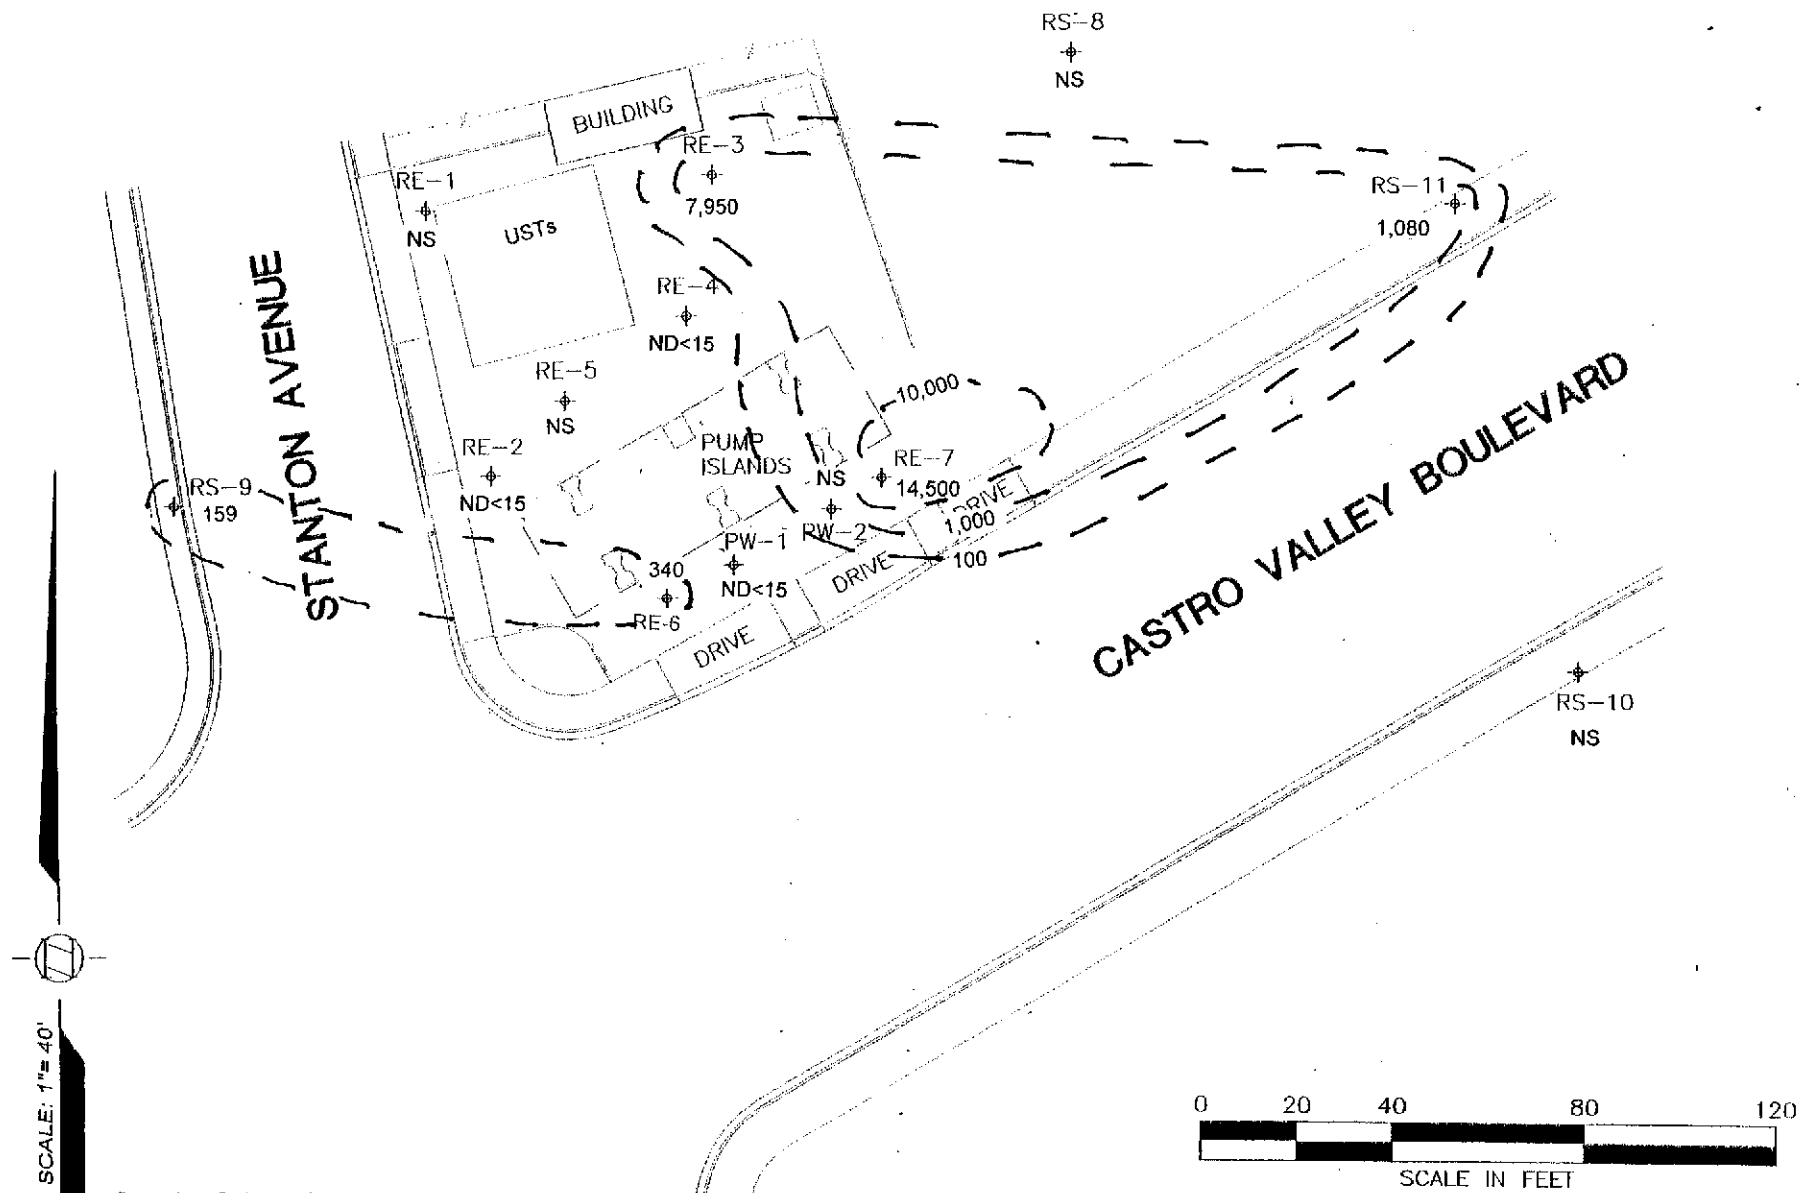 RS-8
NS
BUILDING
RE-3
7,950
RE-1
NS
USTs
RS-11
1,080
RE-4
ND<15
RE-5
NS
STANTON AVENUE
10,000
RE-2
ND<15
PUMP
ISLANDS
NS
RE-7
14,500
RS-9
159
PW-2
DRIVE
1,000
100
PW-1
ND<15
340
RE-6
DRIVE
DRIVE
CASTRO VALLEY BOULEVARD
RS-10
NS
SCALE: 1"= 40'
0 20 40 80 120
SCALE IN FEET